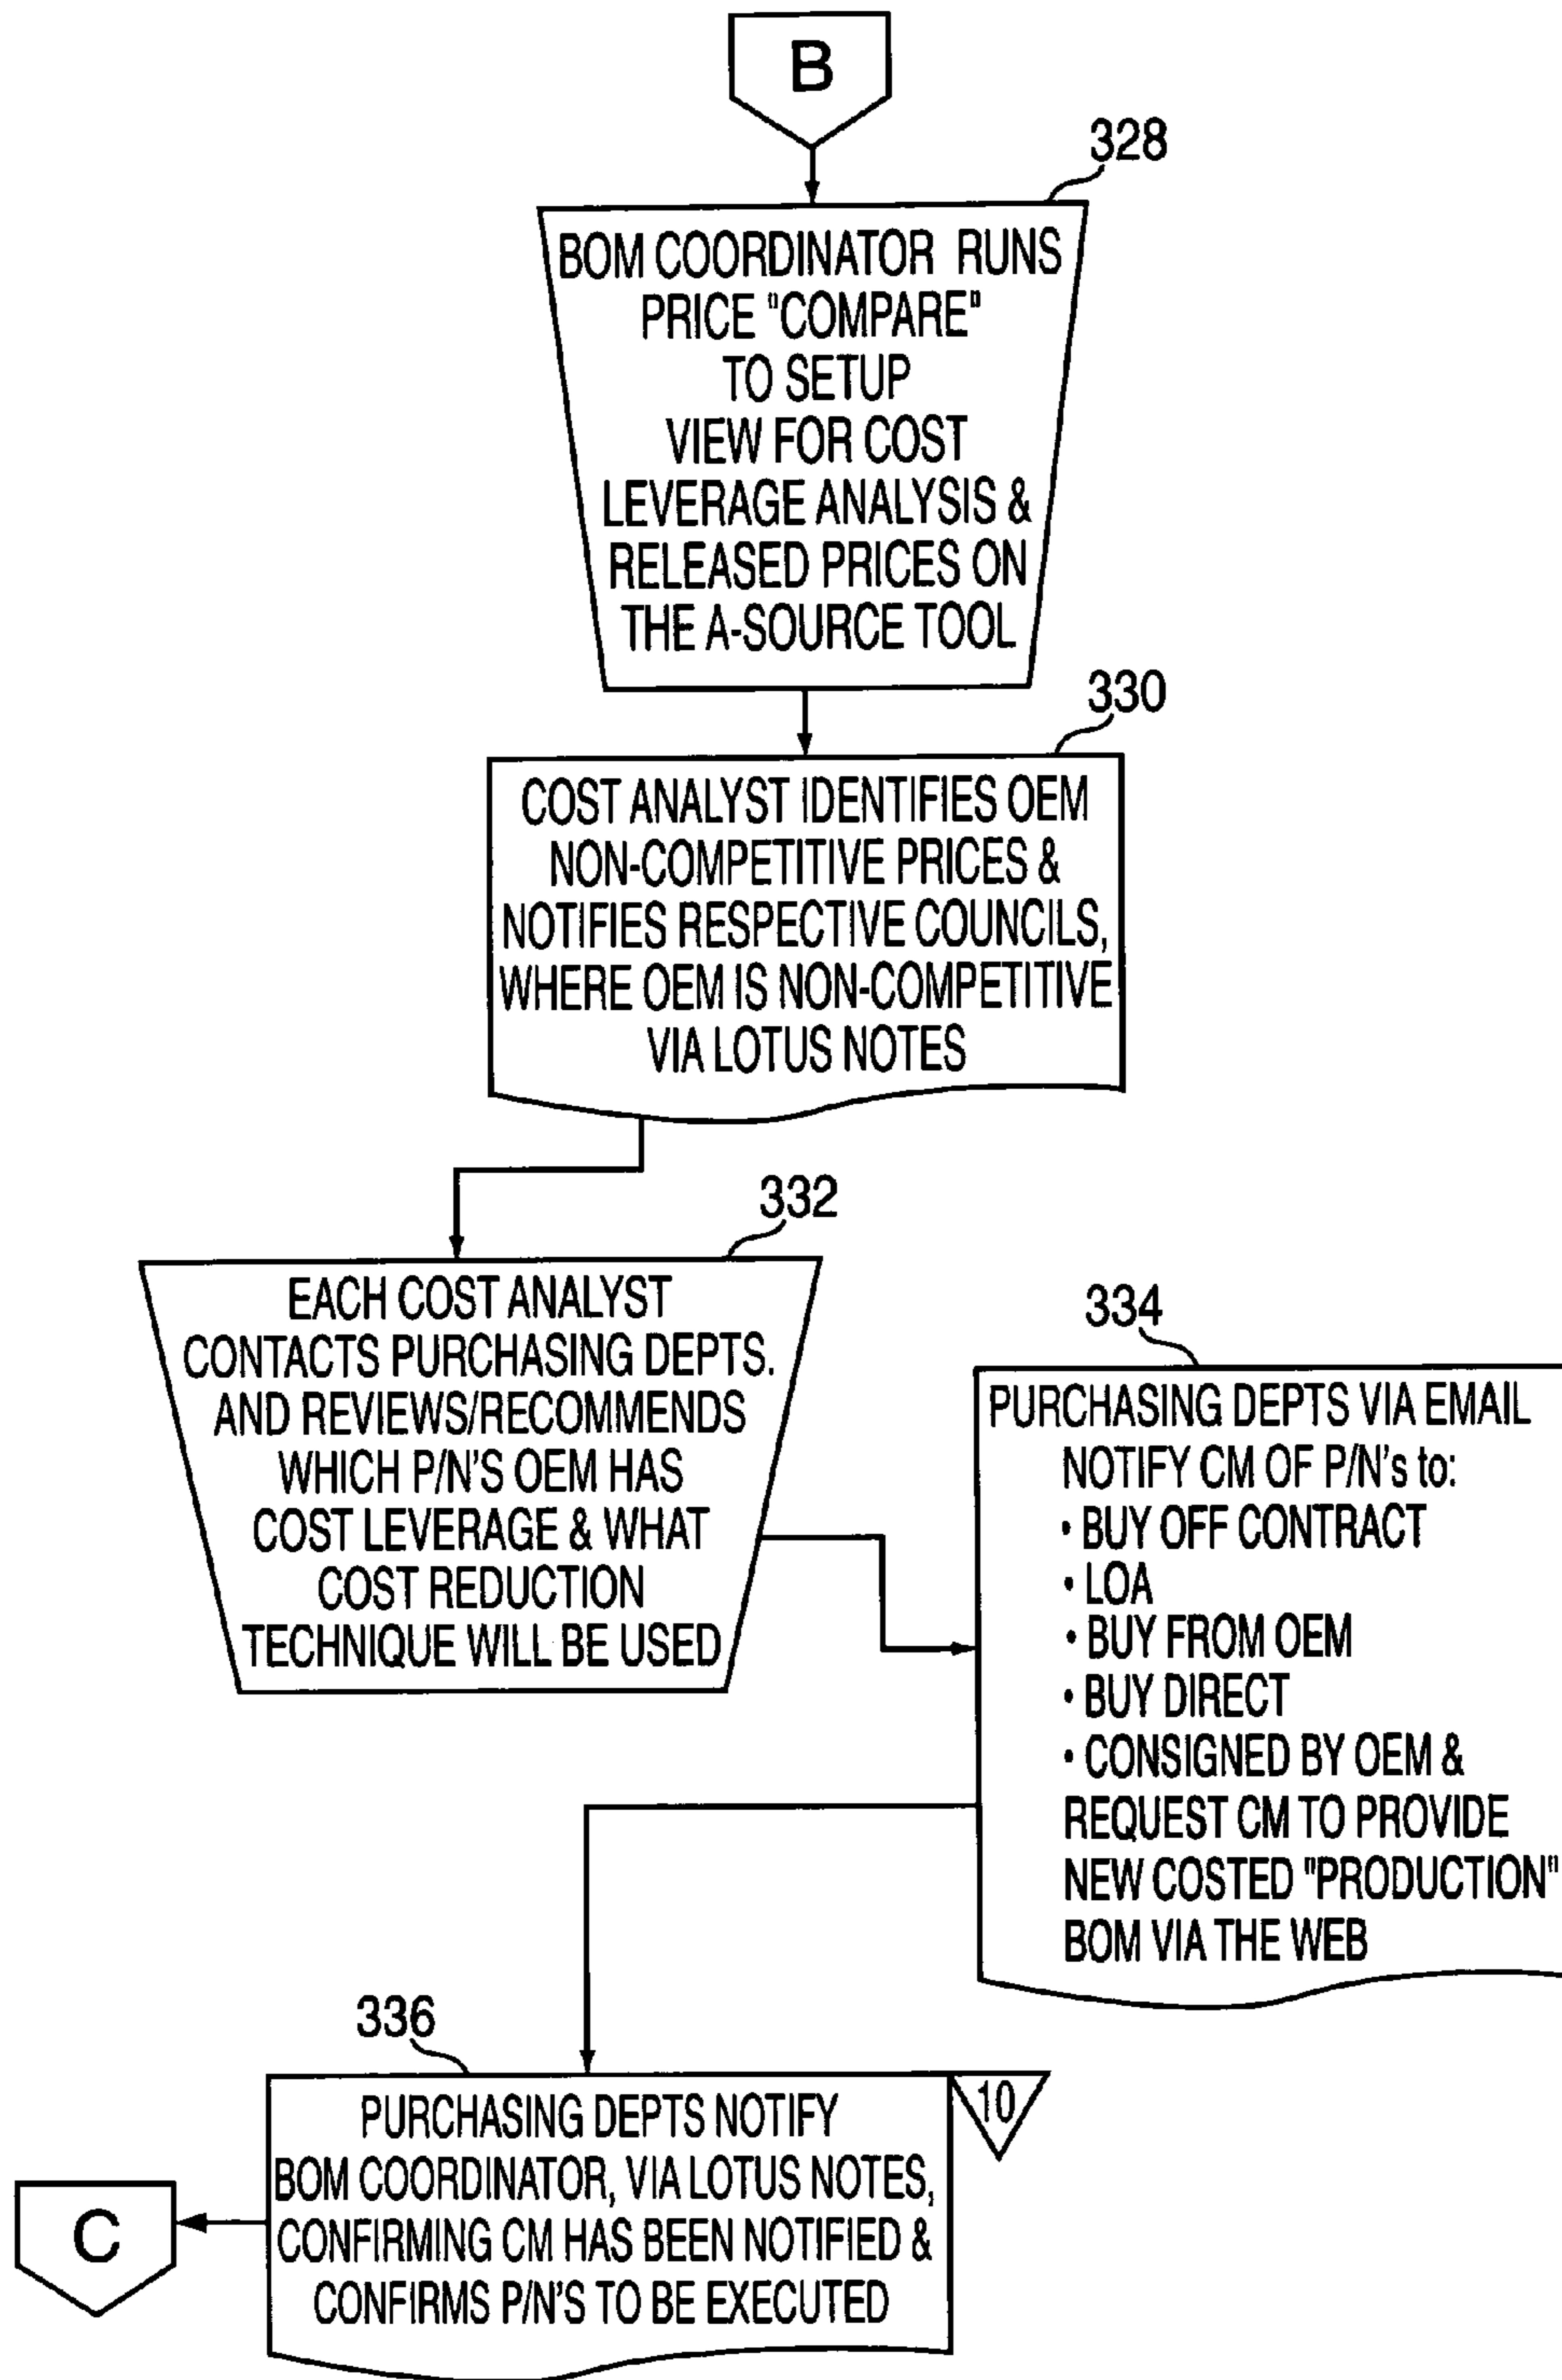 B
328
BOM COORDINATOR RUNS
PRICE "COMPARE"
TO SETUP
VIEW FOR COST
LEVERAGE ANALYSIS &
RELEASED PRICES ON
THE A-SOURCE TOOL
330
COST ANALYST IDENTIFIES OEM
NON-COMPETITIVE PRICES &
NOTIFIES RESPECTIVE COUNCILS,
WHERE OEM IS NON-COMPETITIVE
VIA LOTUS NOTES
332
EACH COST ANALYST
CONTACTS PURCHASING DEPTS.
AND REVIEWS/RECOMMENDS
WHICH P/N'S OEM HAS
COST LEVERAGE & WHAT
COST REDUCTION
TECHNIQUE WILL BE USED
334
PURCHASING DEPTS VIA EMAIL
NOTIFY CM OF P/N's to:
• BUY OFF CONTRACT
• LOA
• BUY FROM OEM
• BUY DIRECT
• CONSIGNED BY OEM &
REQUEST CM TO PROVIDE
NEW COSTED "PRODUCTION"
BOM VIA THE WEB
336
PURCHASING DEPTS NOTIFY
BOM COORDINATOR, VIA LOTUS NOTES,
CONFIRMING CM HAS BEEN NOTIFIED &
CONFIRMS P/N'S TO BE EXECUTED
10
C